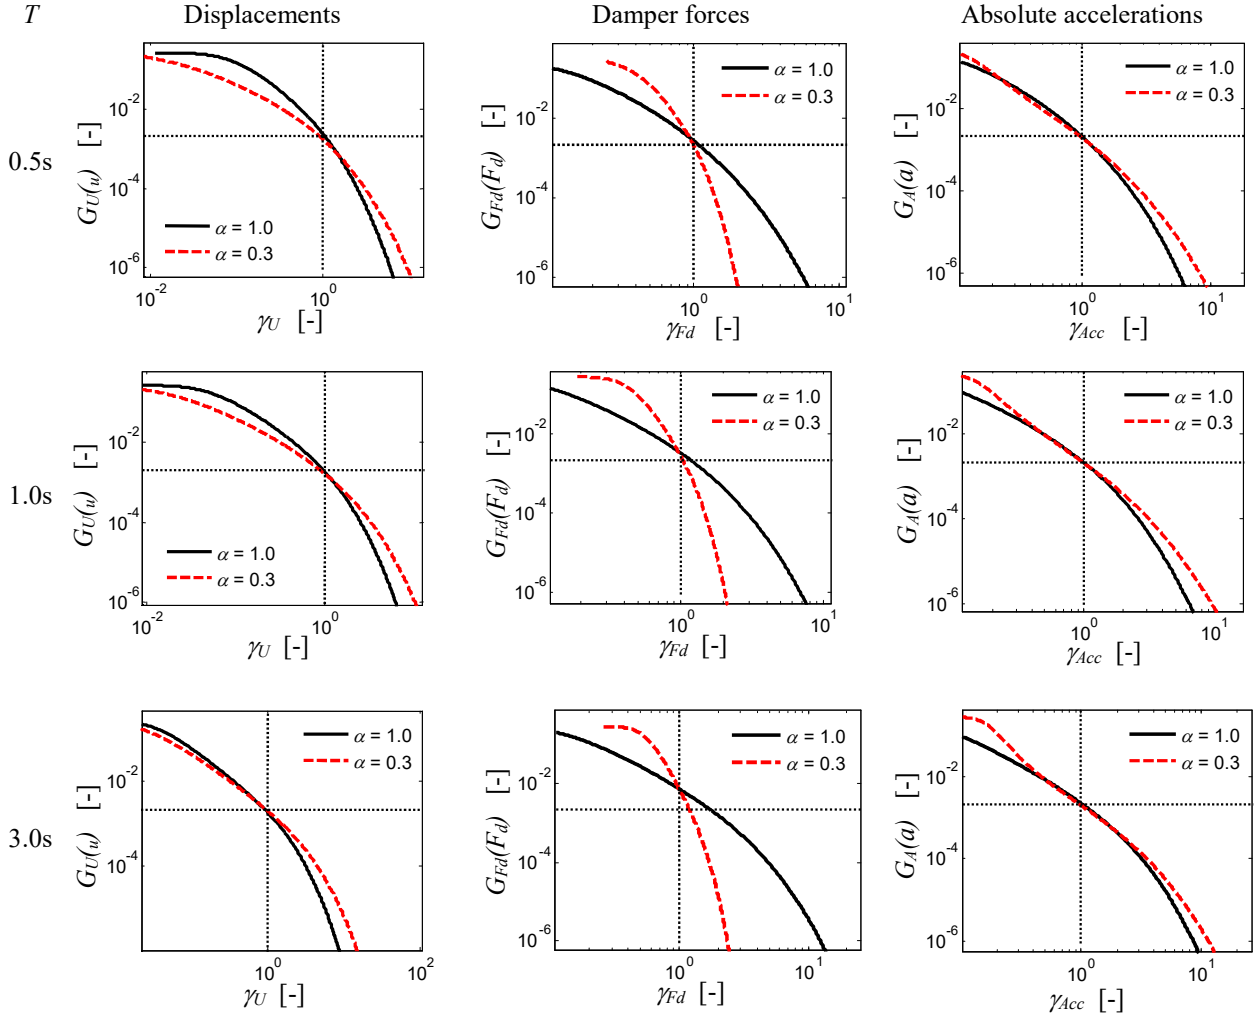 T Displacements Damper forces Absolute accelerations
0.5s
G_U(u) [-]
10^-2
10^-4
10^-6
α = 1.0
α = 0.3
10^-2 10^0
γ_U [-]
G_Fd(F_d) [-]
10^-2
10^-4
10^-6
α = 1.0
α = 0.3
10^0 10^1
γ_Fd [-]
G_A(a) [-]
10^-2
10^-4
10^-6
α = 1.0
α = 0.3
10^0 10^1
γ_Acc [-]
1.0s
G_U(u) [-]
10^-2
10^-4
10^-6
α = 1.0
α = 0.3
10^-2 10^0
γ_U [-]
G_Fd(F_d) [-]
10^-2
10^-4
10^-6
α = 1.0
α = 0.3
10^0 10^1
γ_Fd [-]
G_A(a) [-]
10^-2
10^-4
10^-6
α = 1.0
α = 0.3
10^0 10^1
γ_Acc [-]
3.0s
G_U(u) [-]
10^-2
10^-4
α = 1.0
α = 0.3
10^0 10^2
γ_U [-]
G_Fd(F_d) [-]
10^-2
10^-4
10^-6
α = 1.0
α = 0.3
10^0 10^1
γ_Fd [-]
G_A(a) [-]
10^-2
10^-4
10^-6
α = 1.0
α = 0.3
10^0 10^1
γ_Acc [-]